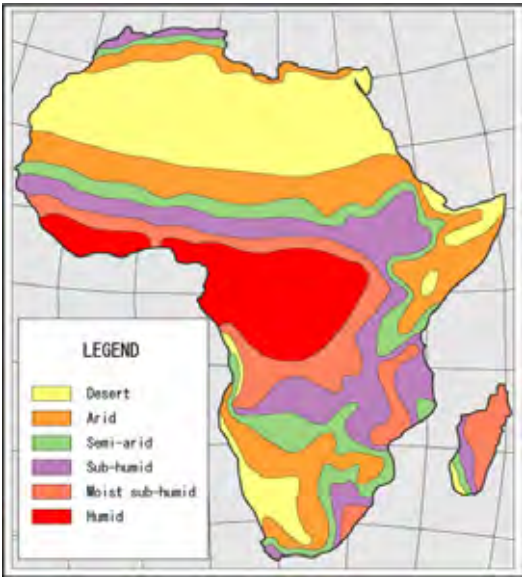 LEGEND
Desert
Arid
Semi-arid
Sub-humid
Moist sub-humid
Humid